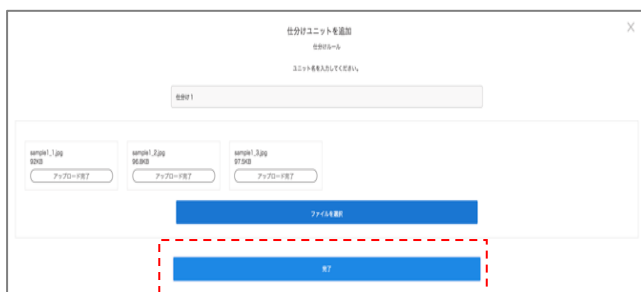 仕分けユニットを追加
X
仕分けルール
ユニット名を入力してください。
仕分け1
sample1_1.jpg
92KB
アップロード完了
sample1_2.jpg
96.8KB
アップロード完了
sample1_3.jpg
97.5KB
アップロード完了
ファイルを選択
完了